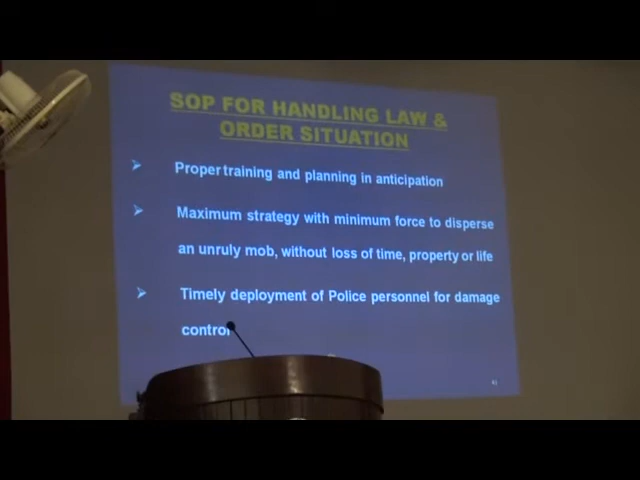 SOP FOR HANDLING LAW &
ORDER SITUATION
Proper training and planning in anticipation
Maximum strategy with minimum force to disperse
an unruly mob, without loss of time, property or life
Timely deployment of Police personnel for damage
control